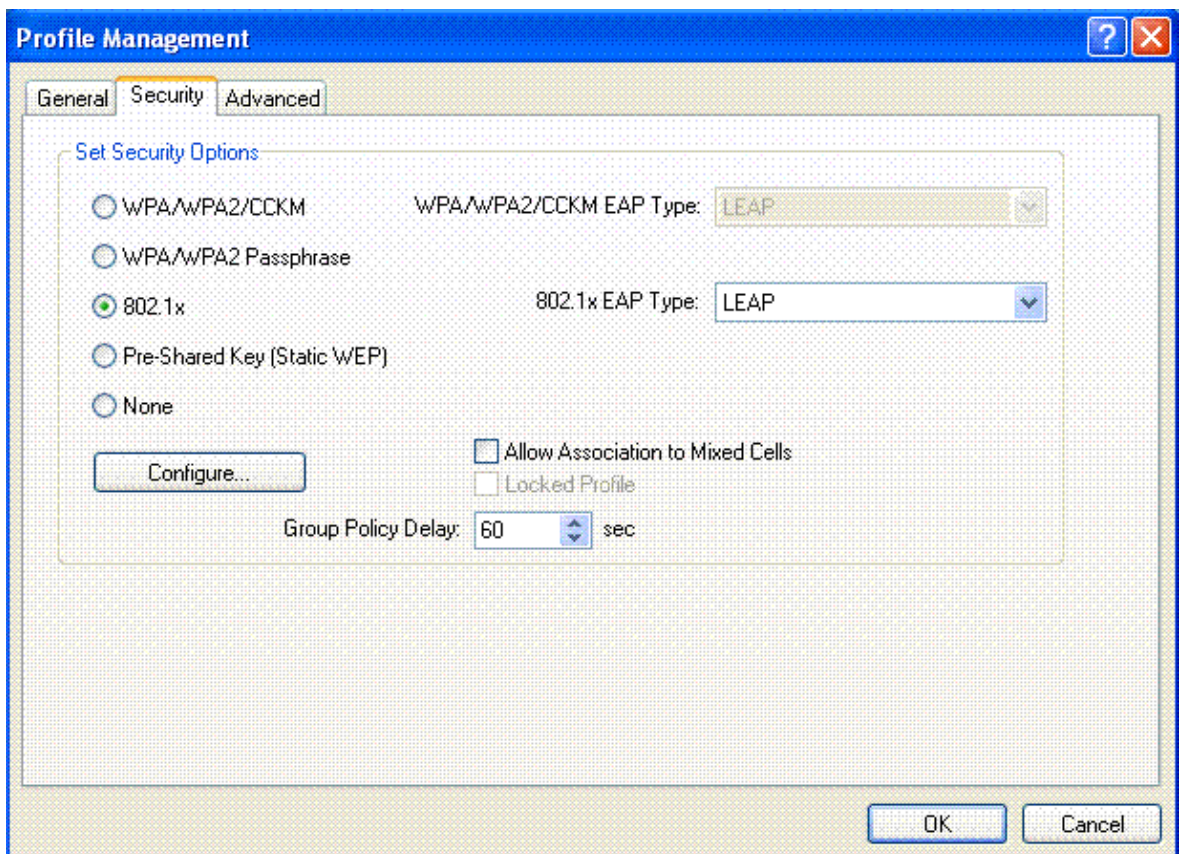 Profile Management
General Security Advanced
Set Security Options
WPA/WPA2/CCKM WPA/WPA2/CCKM EAP Type: LEAP
WPA/WPA2 Passphrase
802.1x 802.1x EAP Type: LEAP
Pre-Shared Key (Static WEP)
None
Allow Association to Mixed Cells
Configure...
Locked Profile
Group Policy Delay: 60 sec
OK Cancel